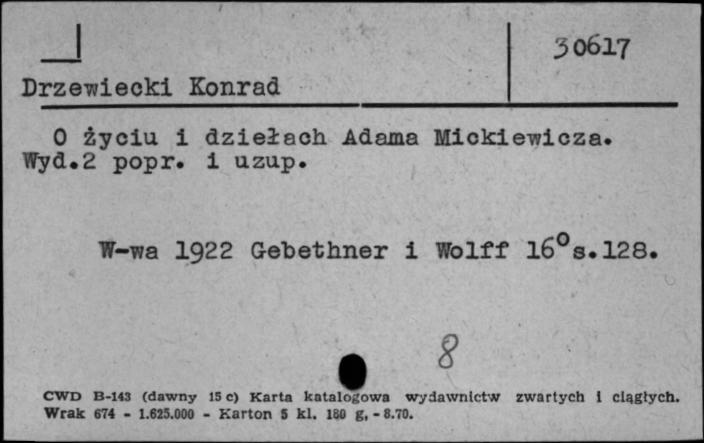 30617
Drzewiecki Konrad
O życiu i dziełach Adama Mickiewicza.
Wyd.2 popr. i uzup.
W-wa 1922 Gebethner i Wolff 16° s.128.
8
CWD B-143 (dawny 15 c) Karta katalogowa wydawnictw zwartych i ciągłych.
Wrak 674 - 1.625.000 - Karton 5 kl. 180 g. - 8.70.